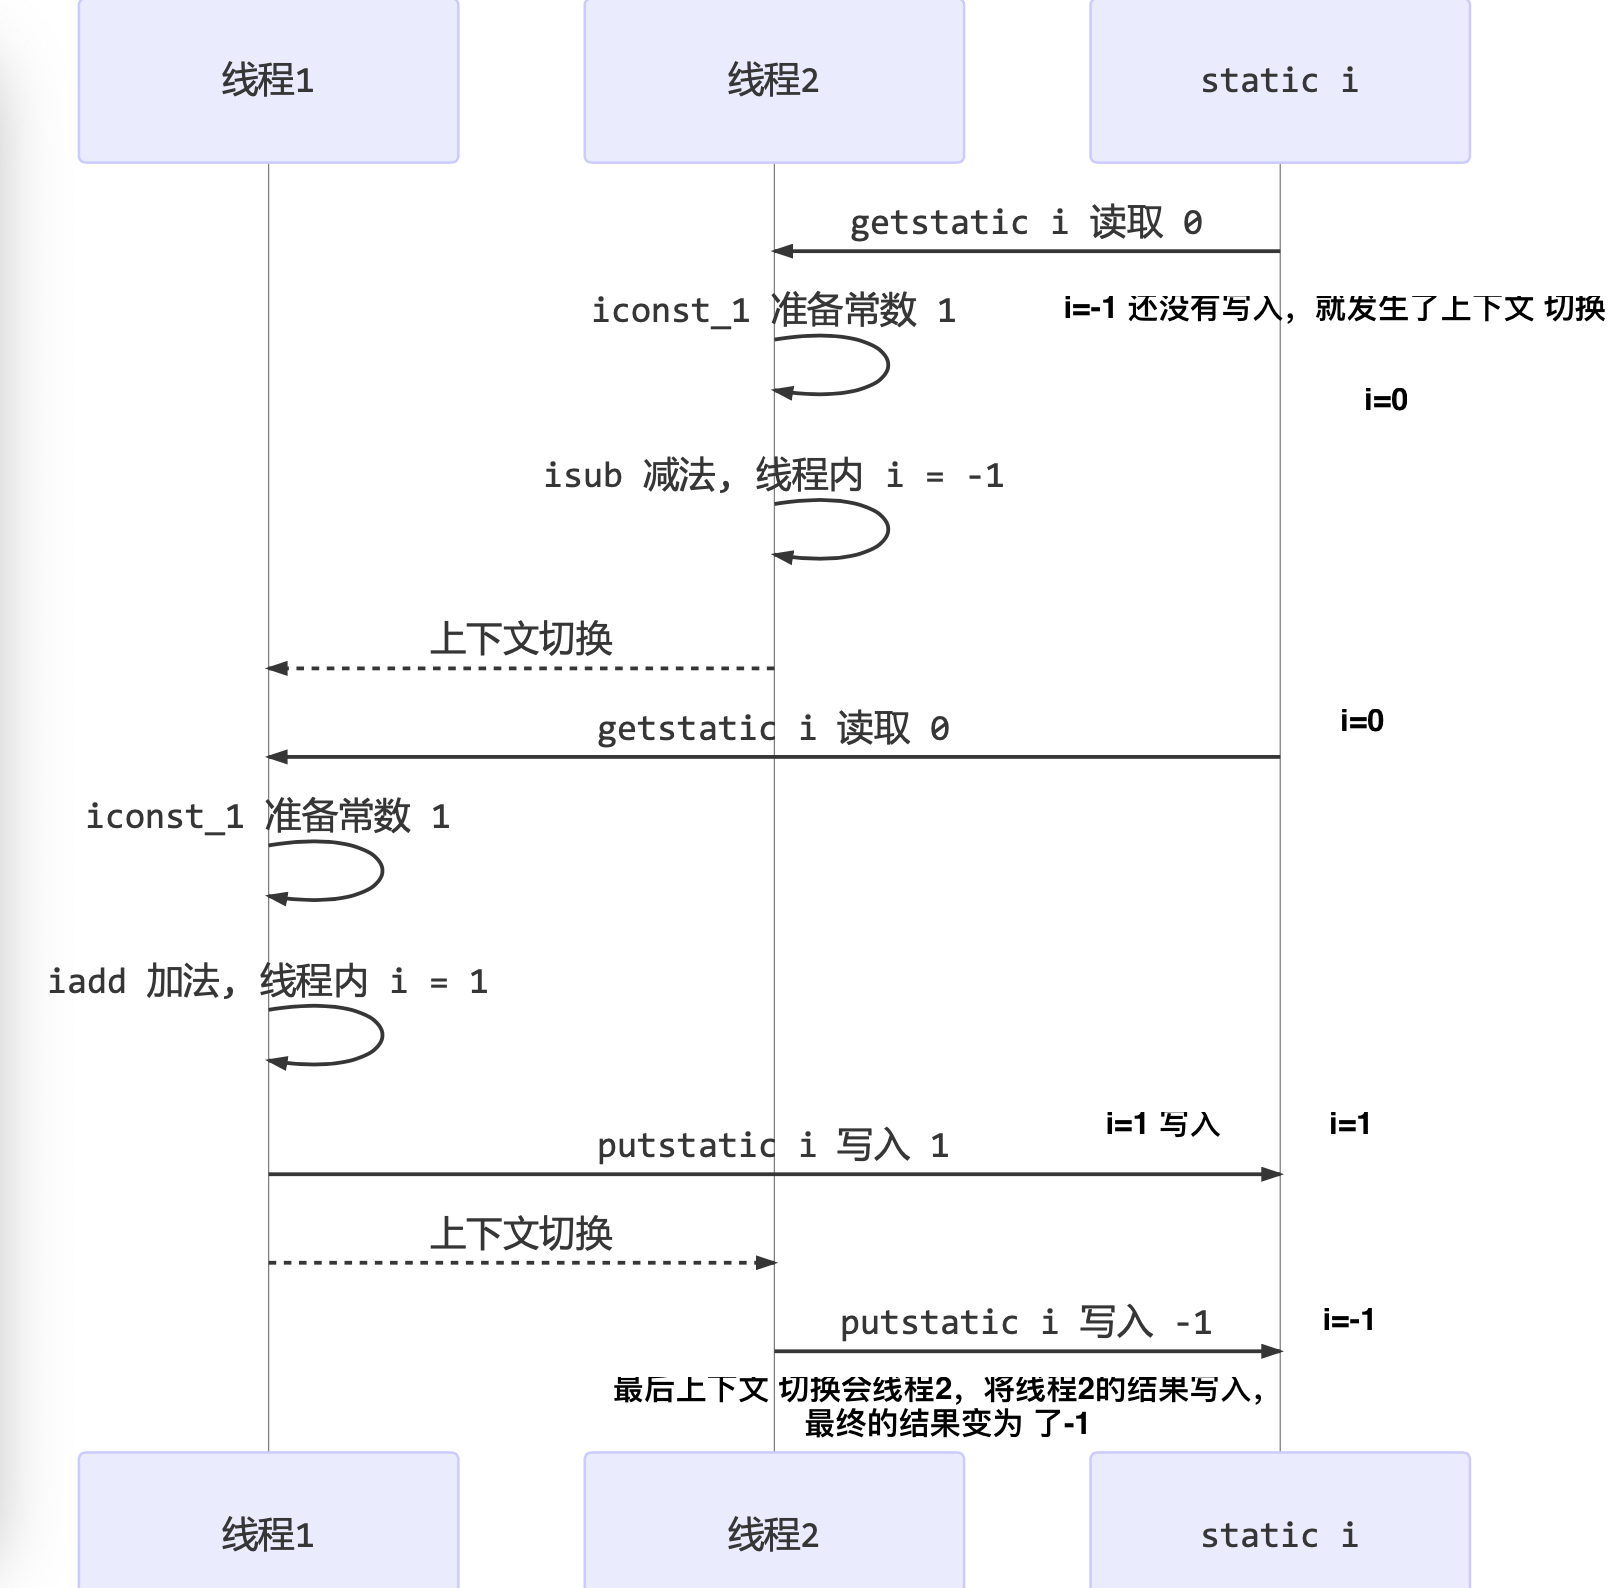 线程1
线程2
static i
getstatic i 读取 0
iconst_1 准备常数 1
i=-1 还没有写入，就发生了上下文 切换
i=0
isub 减法, 线程内 i = -1
上下文切换
getstatic i 读取 0
i=0
iconst_1 准备常数 1
iadd 加法, 线程内 i = 1
putstatic i 写入 1
i=1 写入
i=1
上下文切换
putstatic i 写入 -1
i=-1
最后上下文 切换会线程2，将线程2的结果写入，
最终的结果变为 了-1
线程1
线程2
static i